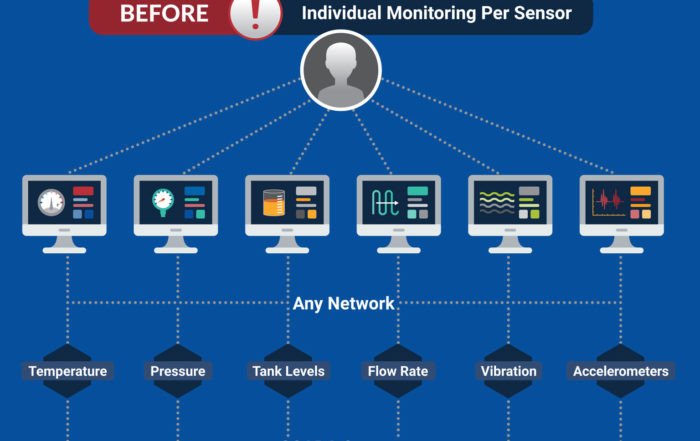 BEFORE ! Individual Monitoring Per Sensor
Any Network
Temperature Pressure Tank Levels Flow Rate Vibration Accelerometers